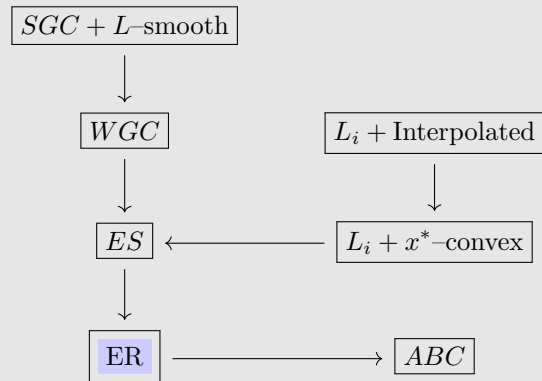 SGC + L–smooth
WGC
L_i + Interpolated
ES
L_i + x*–convex
ER
ABC